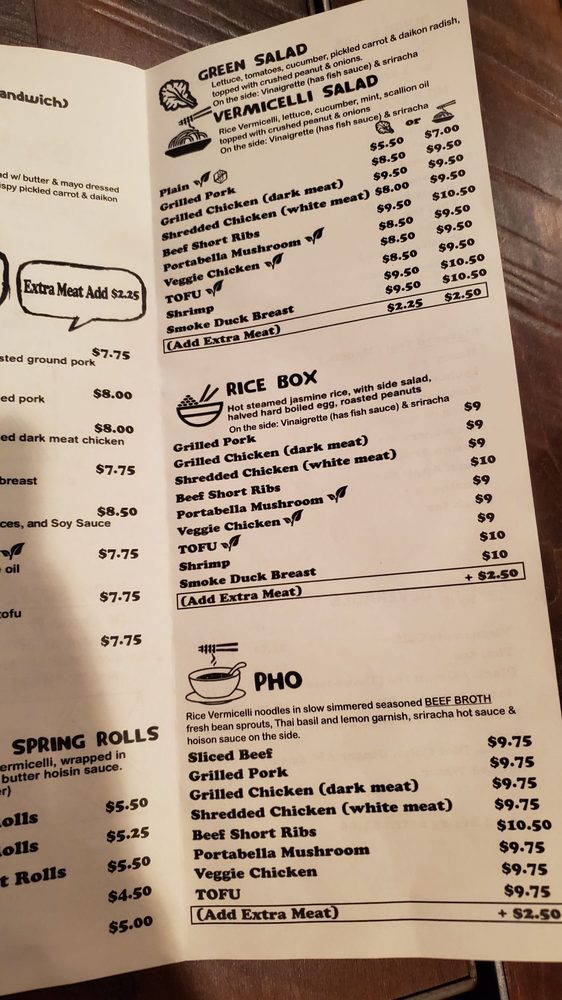 andwich)
ad w/ butter & mayo dressed
ispy pickled carrot & daikon
Extra Meat Add $2.25
$7.75
sted ground pork
$8.00
ed pork
$8.00
ed dark meat chicken
$7.75
breast
$8.50
ces, and Soy Sauce
$7.75
oil
$7.75
tofu
$7.75
SPRING ROLLS
ermicelli, wrapped in
butter hoisin sauce.
er)
olls $5.50
olls $5.25
t Rolls $5.50
$4.50
$5.00
GREEN SALAD
Lettuce, tomatoes, cucumber, pickled carrot & daikon radish,
topped with crushed peanut & onions.
On the side: Vinaigrette (has fish sauce) & sriracha
VERMICELLI SALAD
Rice Vermicelli, lettuce, cucumber, mint, scallion oil
topped with crushed peanut & onions
On the side: Vinaigrette (has fish sauce) & sriracha
or
Plain $5.50 $7.00
Grilled Pork $8.50 $9.50
Grilled Chicken (dark meat) $9.50 $9.50
Shredded Chicken (white meat) $8.00 $9.50
Beef Short Ribs $9.50 $10.50
Portabella Mushroom $8.50 $9.50
Veggie Chicken $8.50 $9.50
TOFU $8.50 $9.50
Shrimp $9.50 $10.50
Smoke Duck Breast $9.50 $10.50
(Add Extra Meat) $2.25 $2.50
RICE BOX
Hot steamed jasmine rice, with side salad,
halved hard boiled egg, roasted peanuts
On the side: Vinaigrette (has fish sauce) & sriracha
Grilled Pork $9
Grilled Chicken (dark meat) $9
Shredded Chicken (white meat) $9
Beef Short Ribs $10
Portabella Mushroom $9
Veggie Chicken $9
TOFU $9
Shrimp $10
Smoke Duck Breast $10
(Add Extra Meat) + $2.50
PHO
Rice Vermicelli noodles in slow simmered seasoned BEEF BROTH
fresh bean sprouts, Thai basil and lemon garnish, sriracha hot sauce &
hoison sauce on the side.
Sliced Beef $9.75
Grilled Pork $9.75
Grilled Chicken (dark meat) $9.75
Shredded Chicken (white meat) $9.75
Beef Short Ribs $10.50
Portabella Mushroom $9.75
Veggie Chicken $9.75
TOFU $9.75
(Add Extra Meat) + $2.50